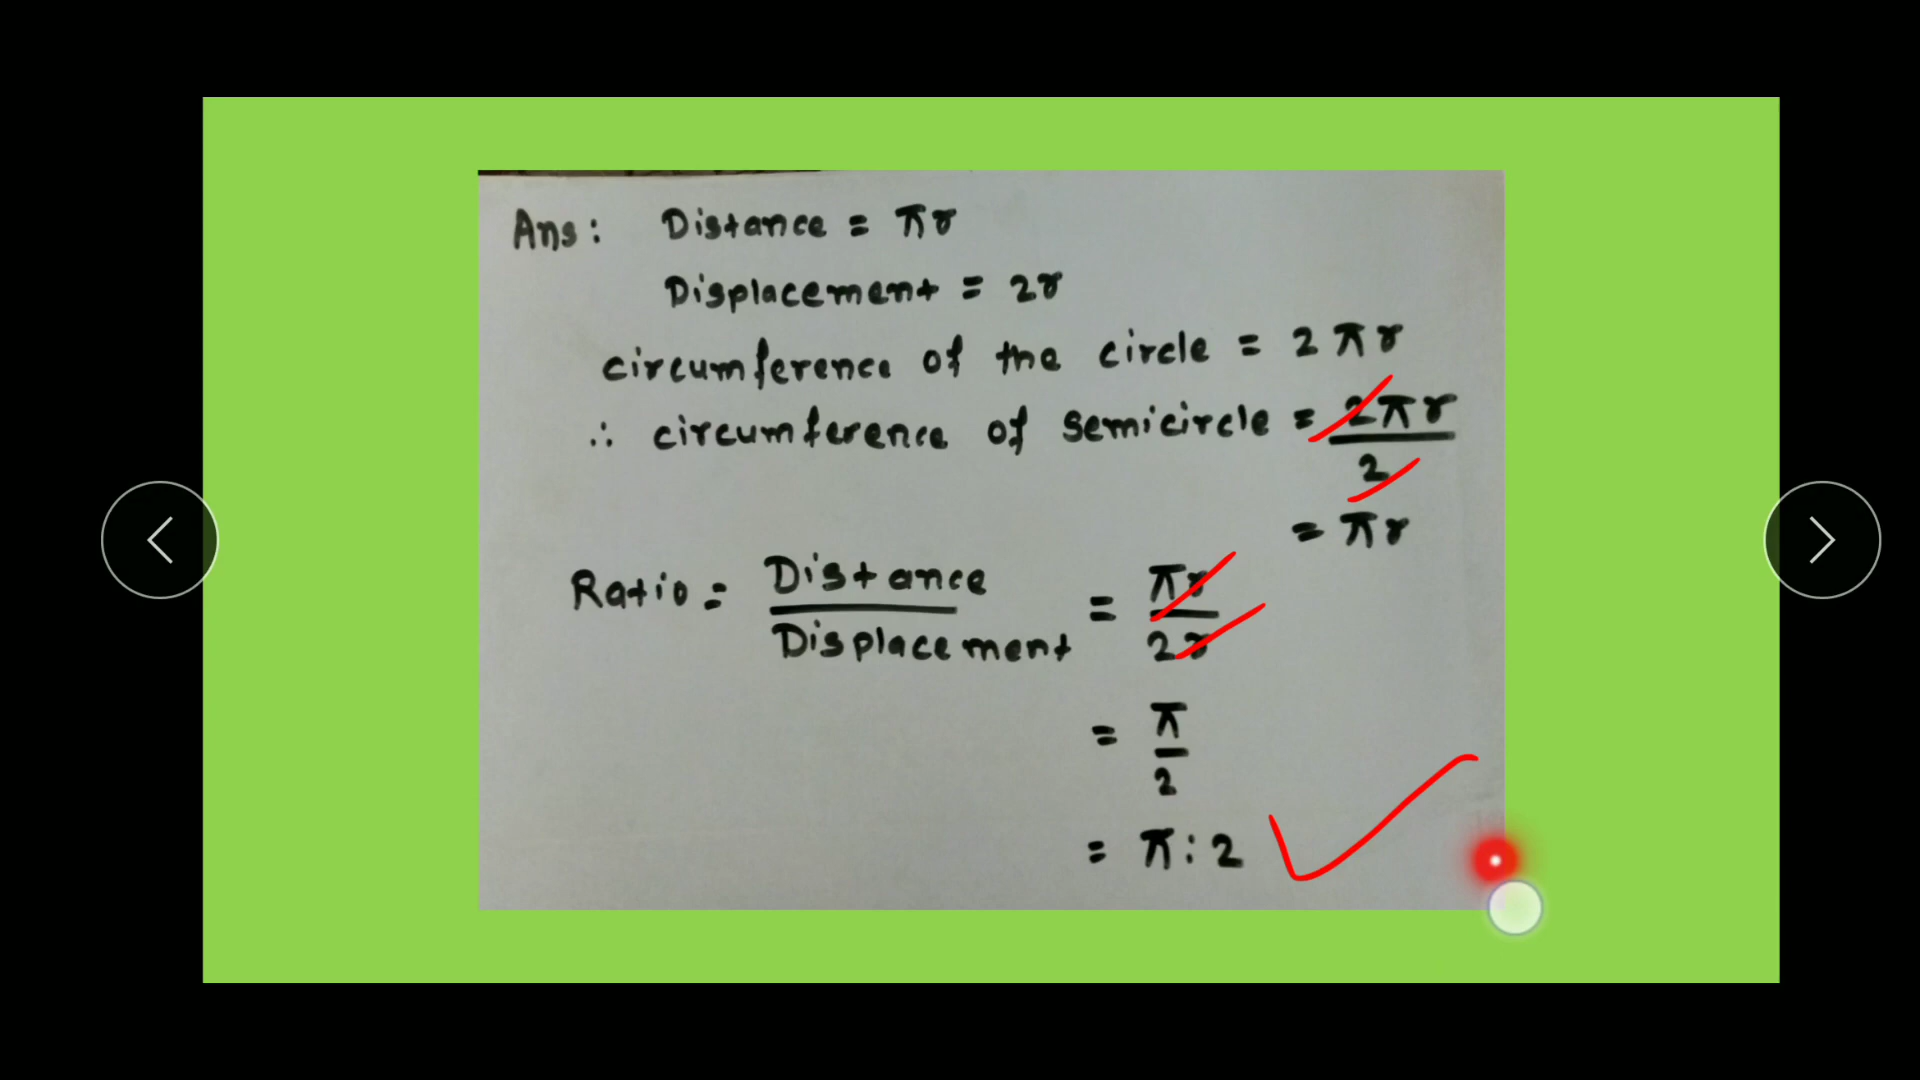 Ans: Distance = πr
Displacement = 2r
circumference of the circle = 2πr
∴ circumference of semicircle = 2πr/2
= πr
Ratio = Distance/Displacement = πr/2r
= π/2
= π:2